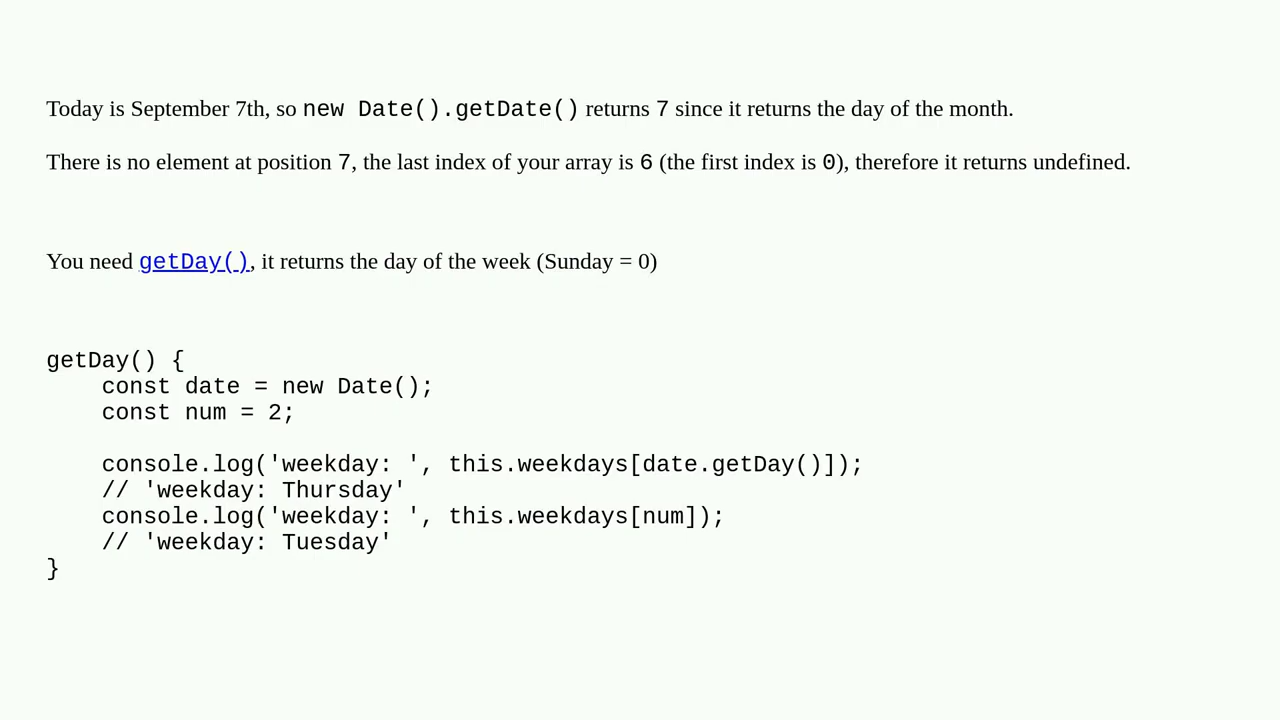 Today is September 7th, so new Date().getDate() returns 7 since it returns the day of the month.
There is no element at position 7, the last index of your array is 6 (the first index is 0), therefore it returns undefined.
You need getDay(), it returns the day of the week (Sunday = 0)
getDay() {
    const date = new Date();
    const num = 2;
    console.log('weekday: ', this.weekdays[date.getDay()]);
    // 'weekday: Thursday'
    console.log('weekday: ', this.weekdays[num]);
    // 'weekday: Tuesday'
}